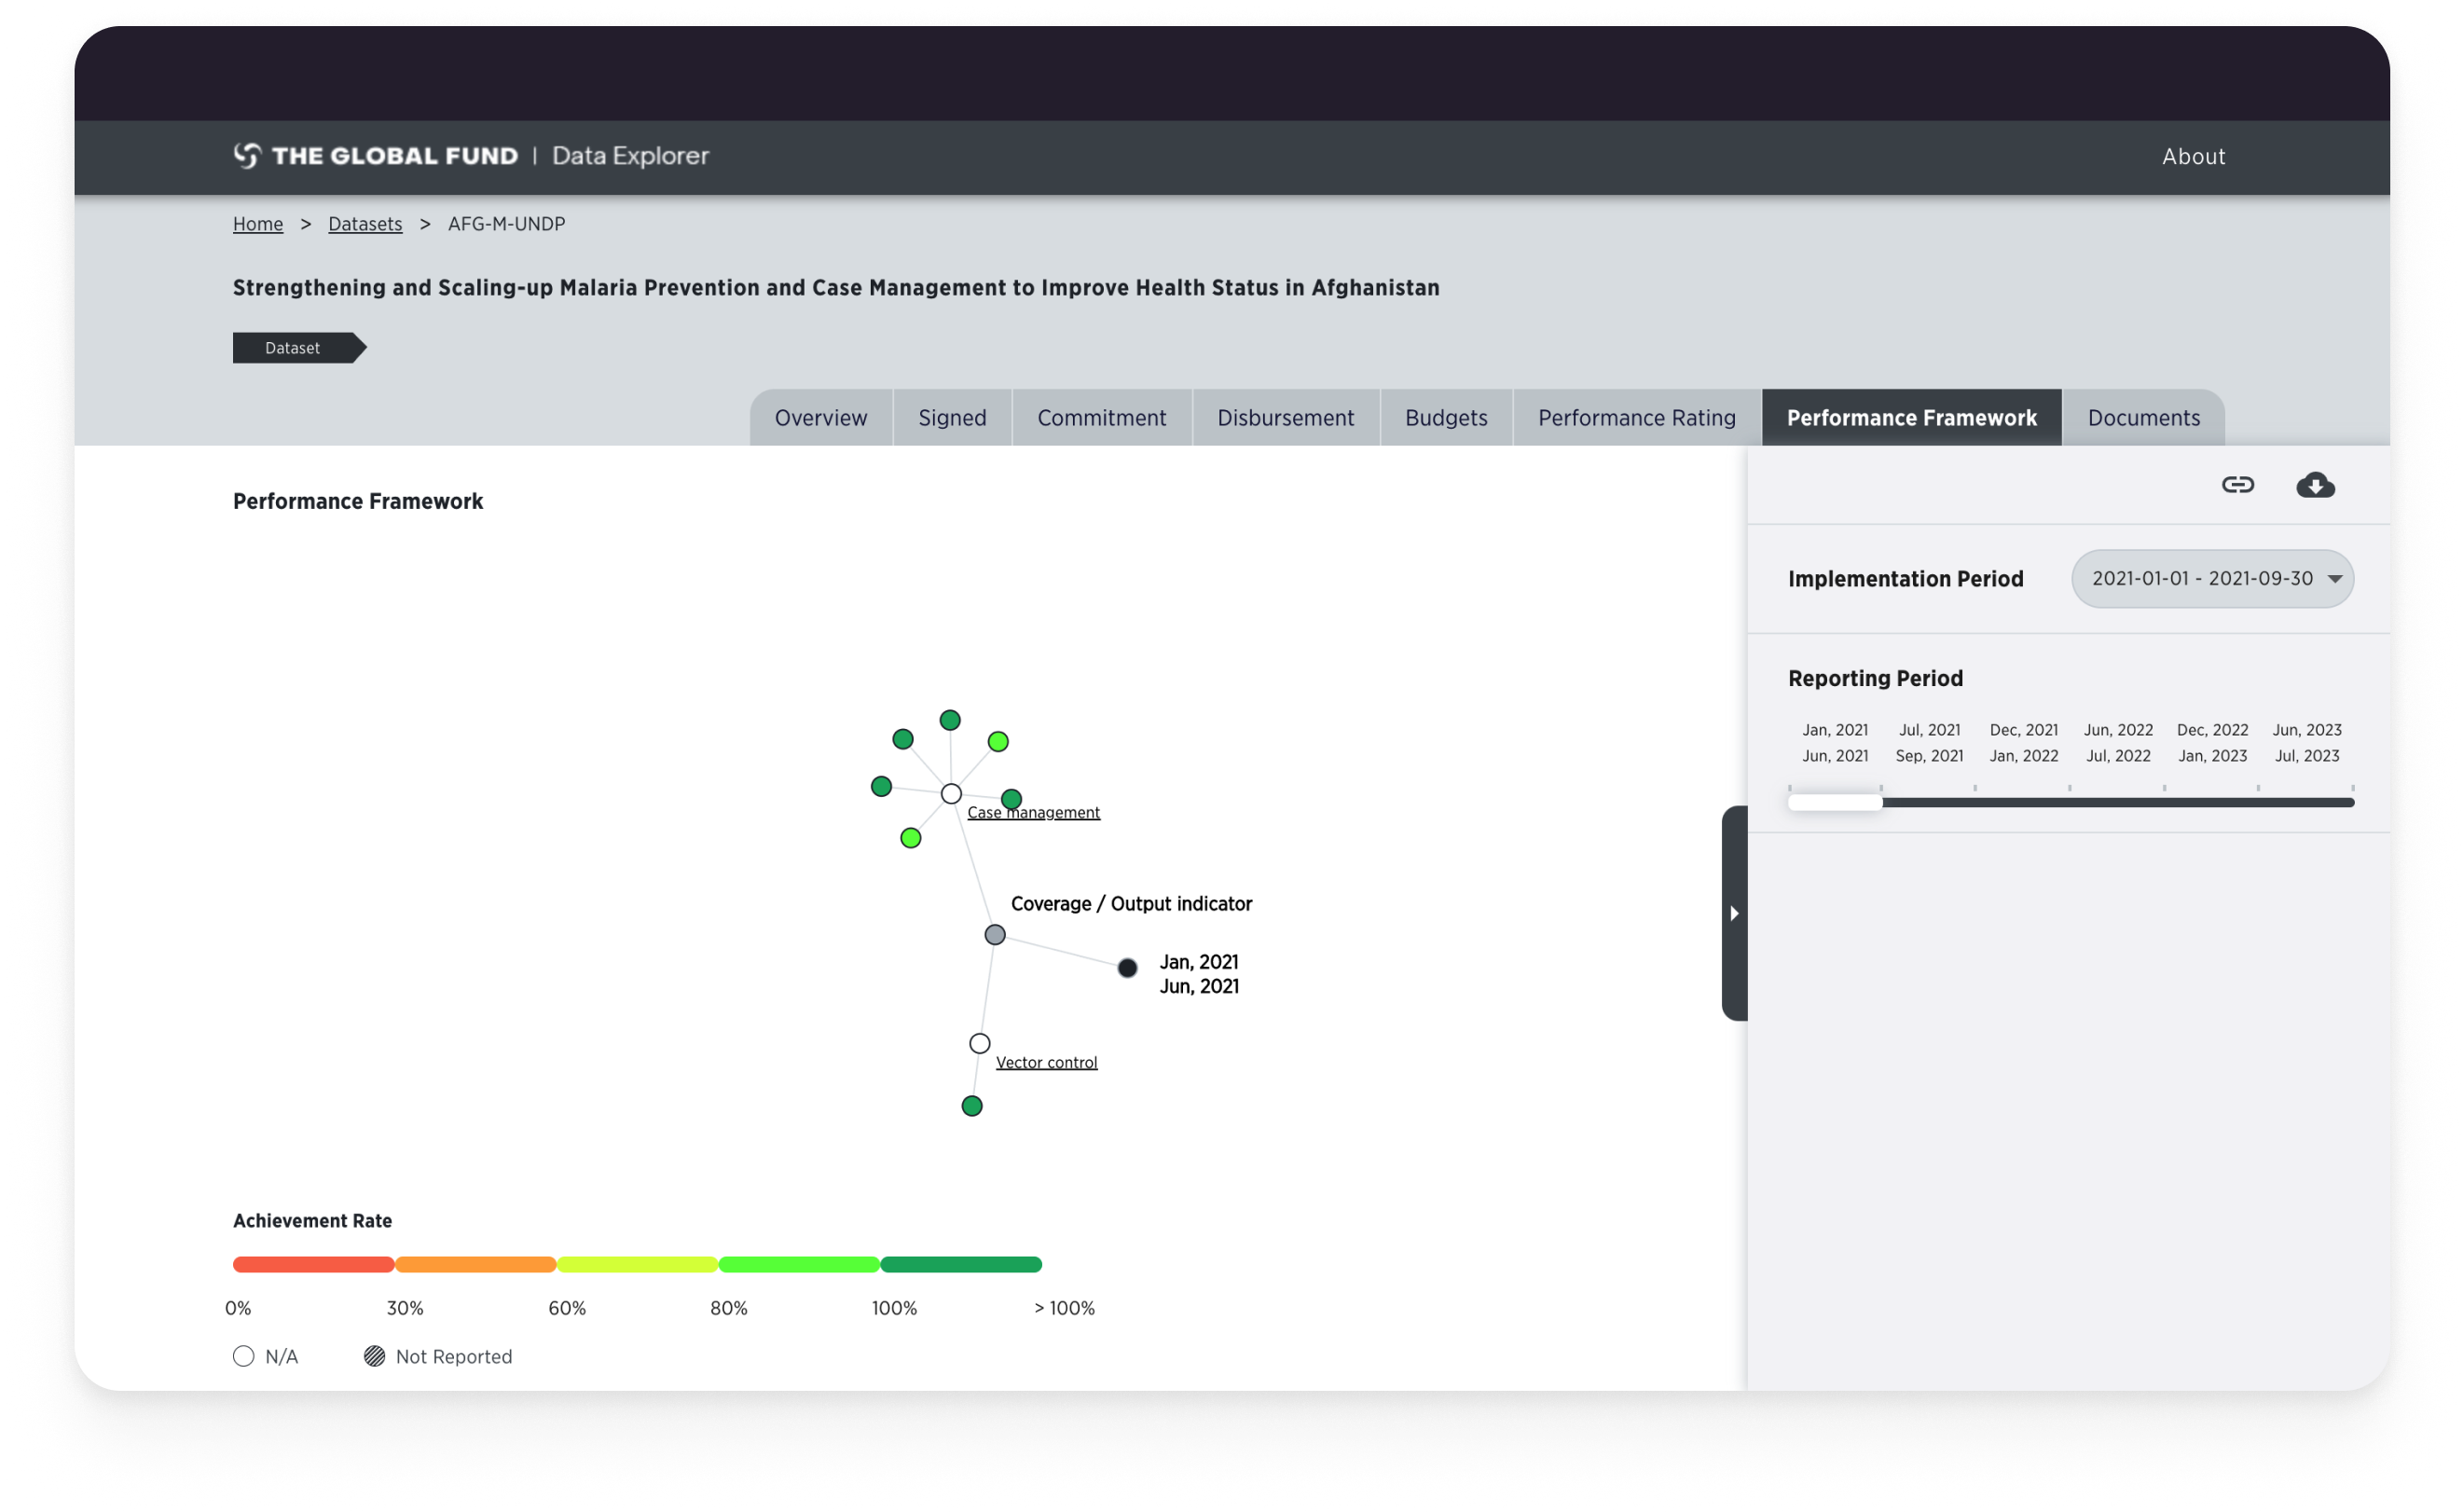 THE GLOBAL FUND | Data Explorer
About
Home > Datasets > AFG-M-UNDP
Strengthening and Scaling-up Malaria Prevention and Case Management to Improve Health Status in Afghanistan
Dataset
Overview Signed Commitment Disbursement Budgets Performance Rating Performance Framework Documents
Performance Framework
Case management
Coverage / Output indicator
Jan, 2021
Jun, 2021
Vector control
Achievement Rate
0% 30% 60% 80% 100% > 100%
N/A Not Reported
Implementation Period 2021-01-01 - 2021-09-30
Reporting Period
Jan, 2021 Jul, 2021 Dec, 2021 Jun, 2022 Dec, 2022 Jun, 2023
Jun, 2021 Sep, 2021 Jan, 2022 Jul, 2022 Jan, 2023 Jul, 2023